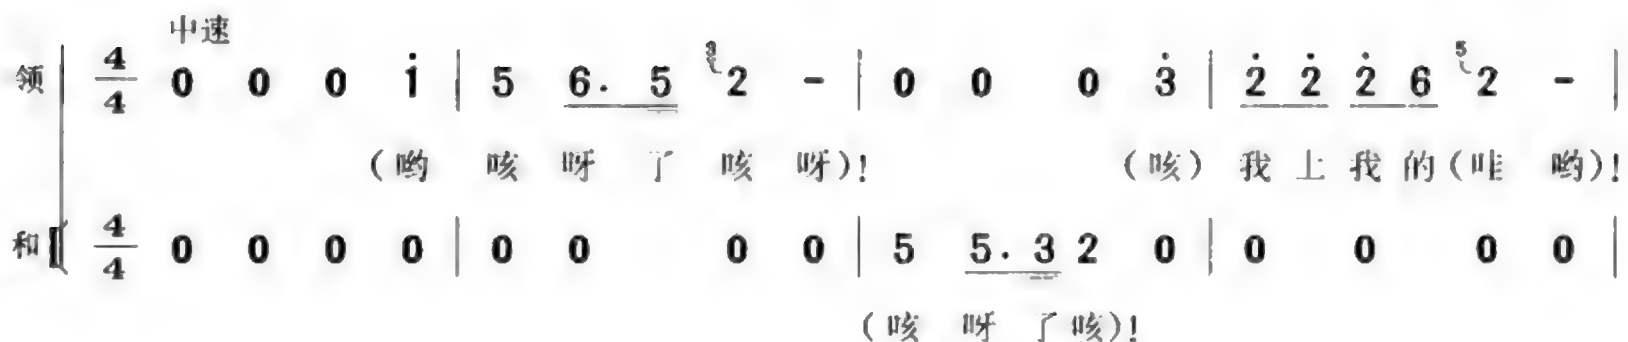 中速
领 4/4 0 0 0 i̇ | 5 6. 5 3 2 - | 0 0 0 3̇ | 2̇ 2̇ 2̇ 6 5 2 - |
(哟 咳 呀 了 咳 呀)! (咳) 我 上 我 的 (哇 哟)!
和 4/4 0 0 0 0 | 0 0 0 0 | 5 5. 3 2 0 | 0 0 0 0 |
(咳 呀 了 咳)!